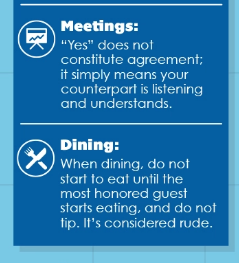 Meetings:
“Yes” does not
constitute agreement;
it simply means your
counterpart is listening
and understands.
Dining:
When dining, do not
start to eat until the
most honored guest
starts eating, and do not
tip. It’s considered rude.